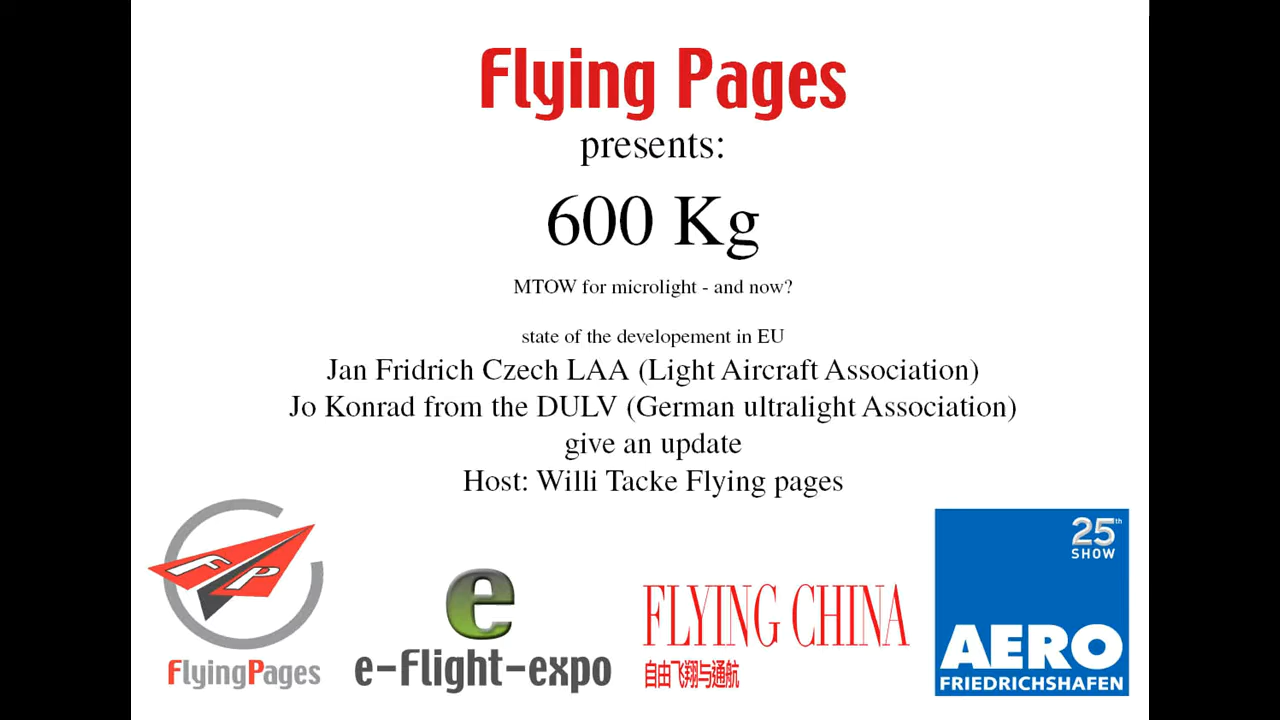 Flying Pages
presents:
600 Kg
MTOW for microlight - and now?
state of the developement in EU
Jan Fridrich Czech LAA (Light Aircraft Association)
Jo Konrad from the DULV (German ultralight Association)
give an update
Host: Willi Tacke Flying pages
FP
FlyingPages
e
e-flight-expo
FLYING CHINA
自由飞翔与通航
25th
SHOW
AERO
FRIEDRICHSHAFEN